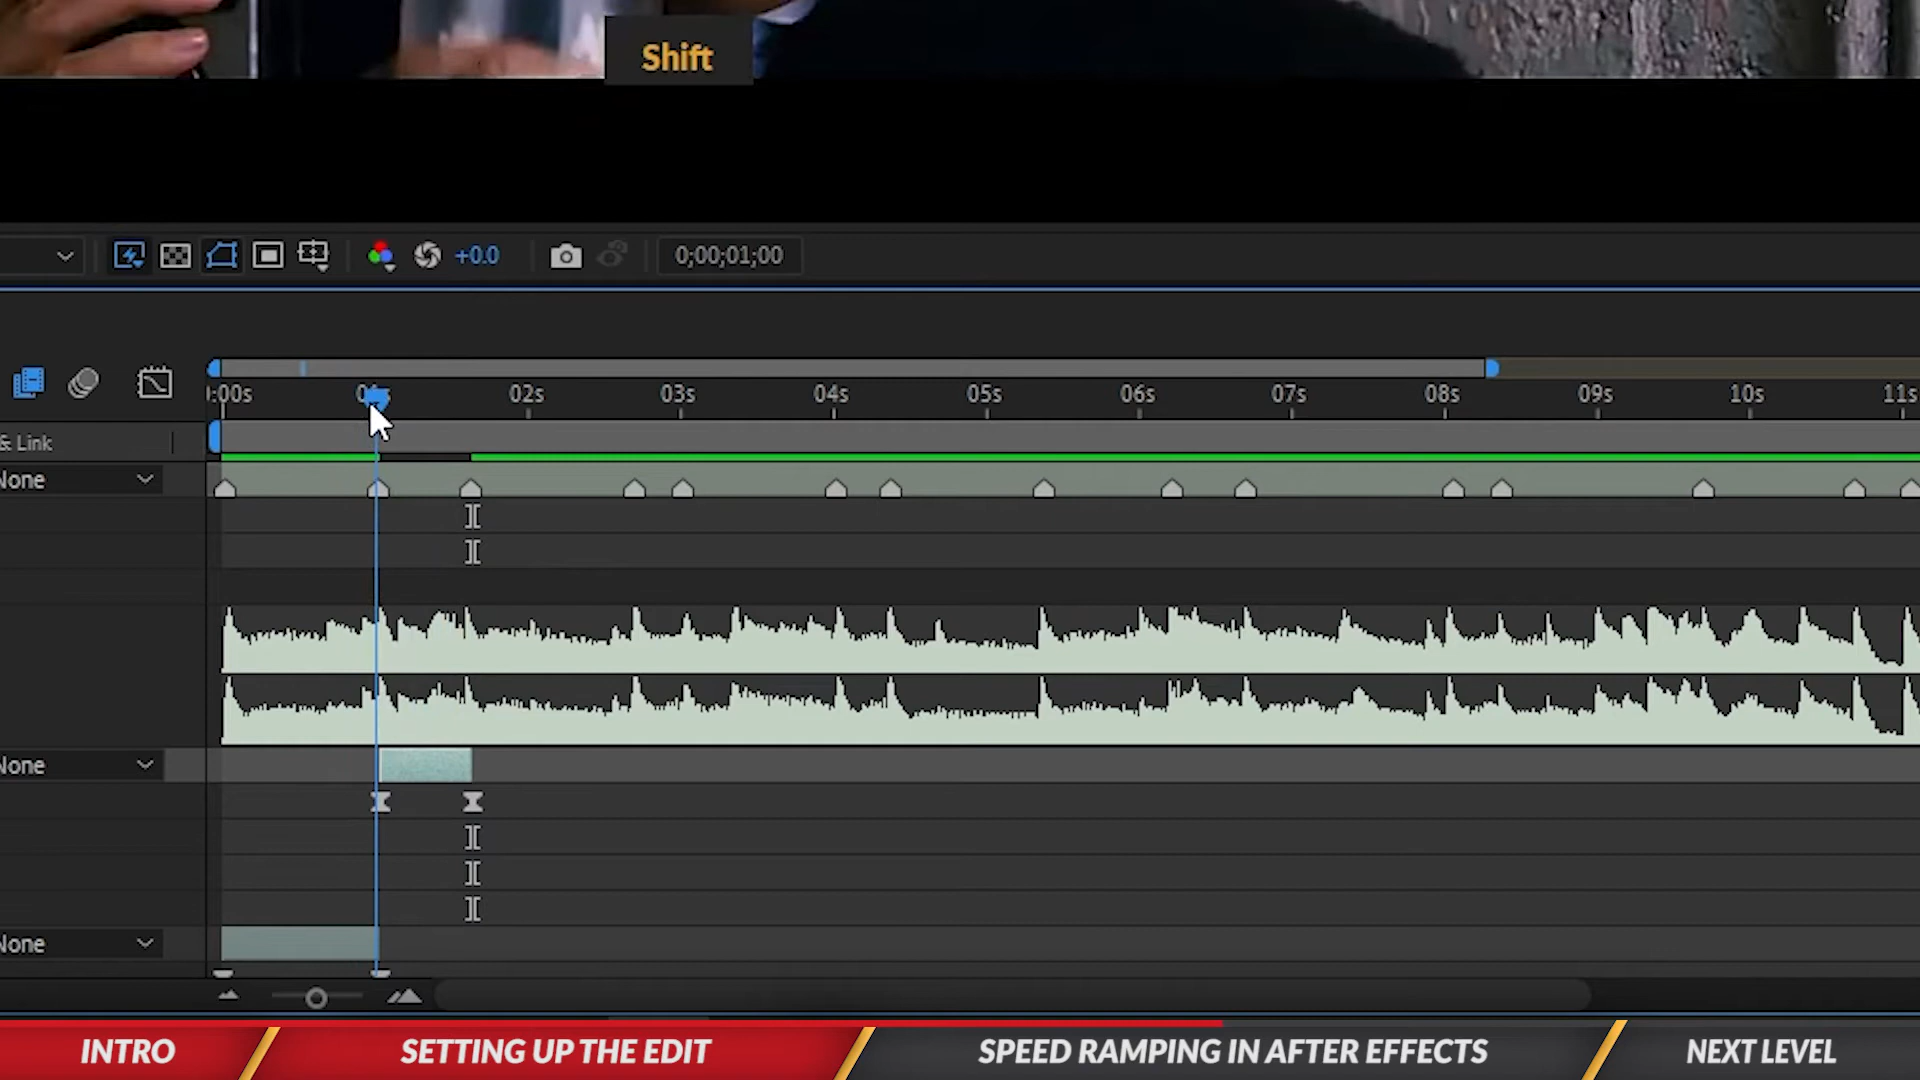 Shift
+0.0
0;00;01;00
:00s 02s 03s 04s 05s 06s 07s 08s 09s 10s 11s
& Link
None
None
None
INTRO
SETTING UP THE EDIT
SPEED RAMPING IN AFTER EFFECTS
NEXT LEVEL